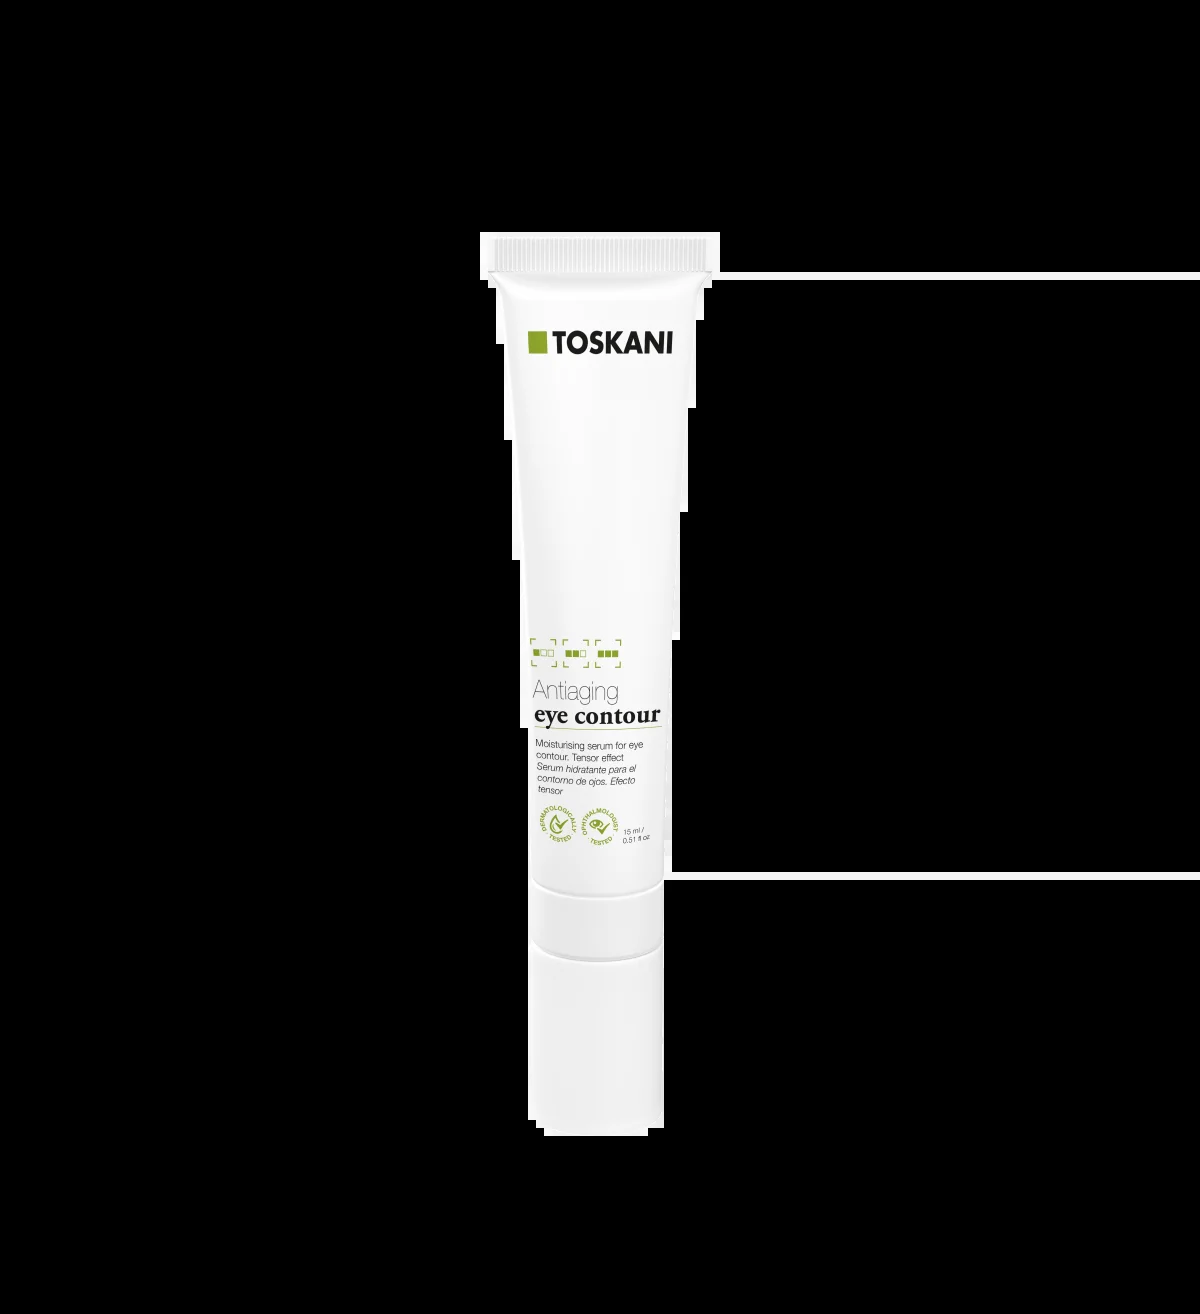 TOSKANI
Antiaging
eye contour
Moisturising serum for eye
contour. Tensor effect
Serum hidratante para el
contorno de ojos. Efecto
tensor
DERMATOLOGICALLY
· TESTED ·
OPHTHALMOLOGIST
· TESTED ·
15 ml /
0.51 fl oz